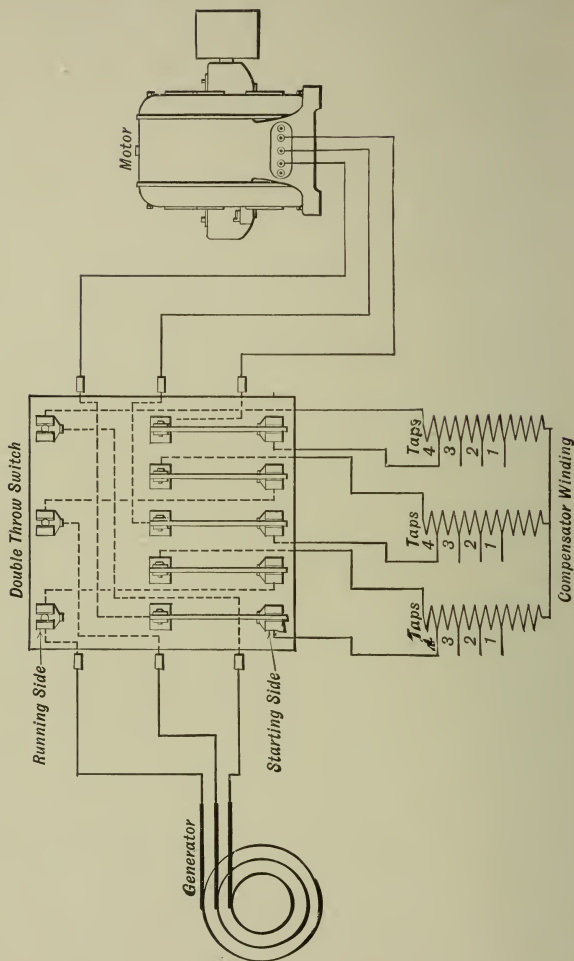 Motor
Double Throw Switch
Running Side
Starting Side
Generator
Taps
4
3
2
1
Taps
4
3
2
1
Taps
4
3
2
1
Compensator Winding